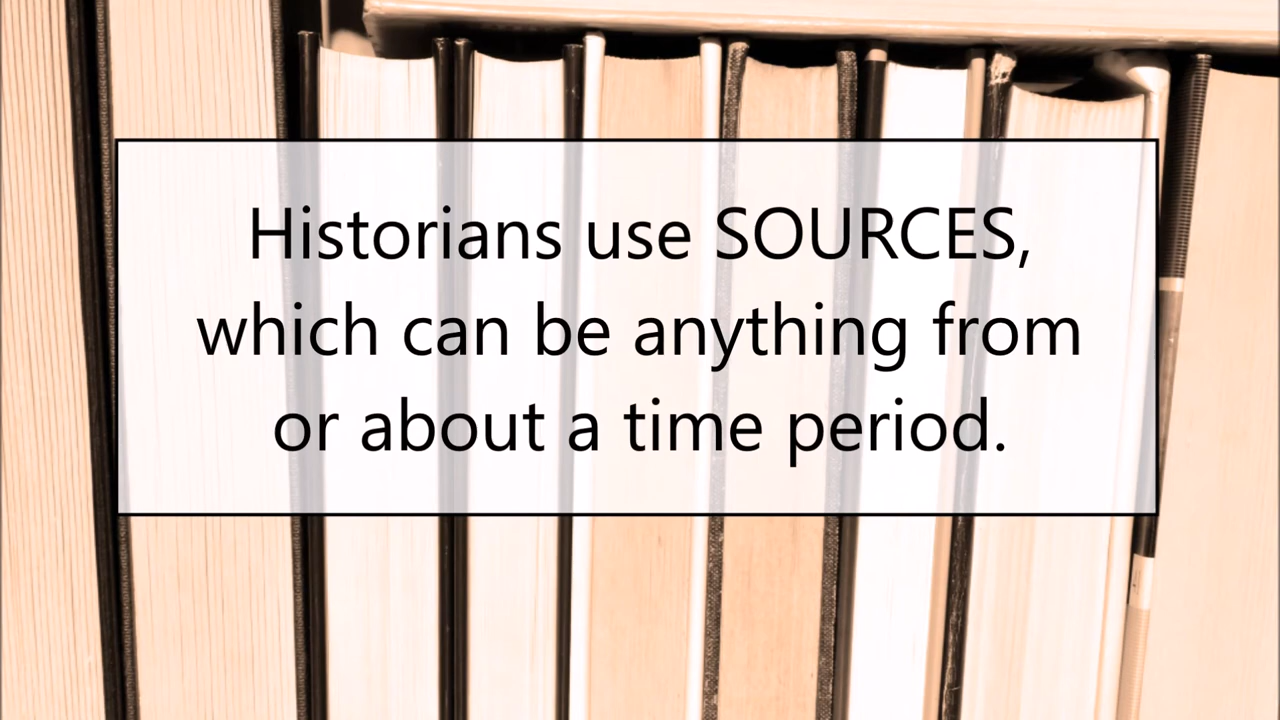 Historians use SOURCES,
which can be anything from
or about a time period.